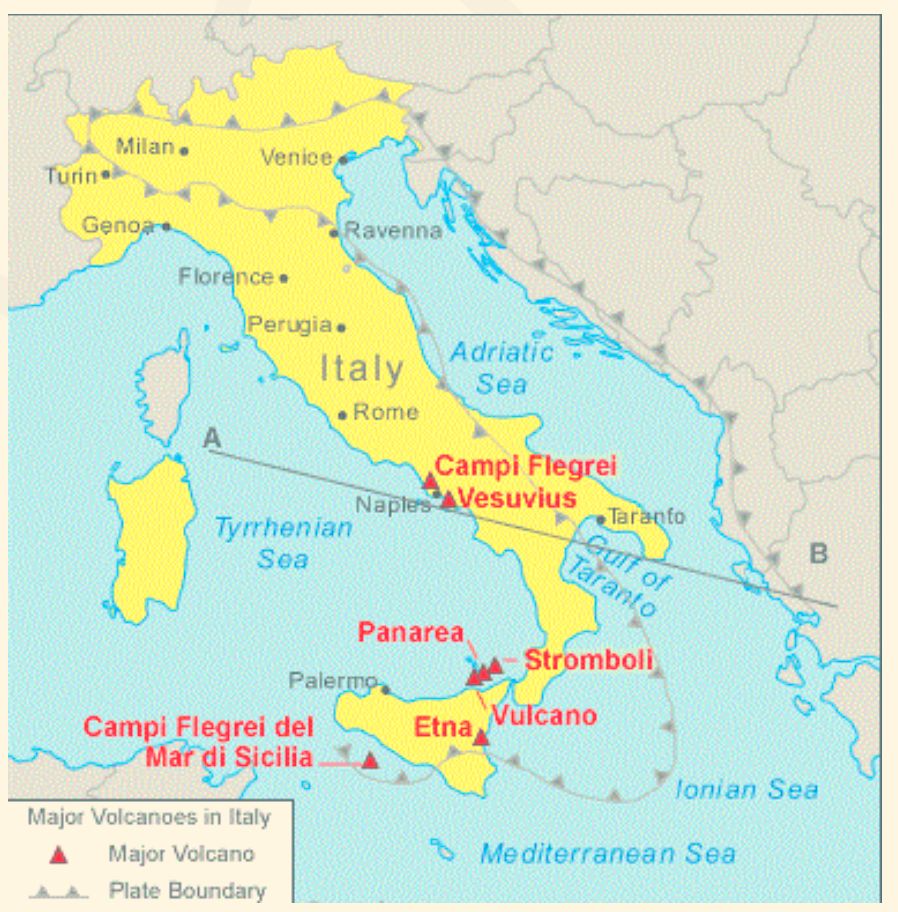 Milan
Venice
Turin
Genoa
Ravenna
Florence
Perugia
Italy
Adriatic
Sea
Rome
A
Campi Flegrei
Naples
Vesuvius
Taranto
Tyrrhenian
Sea
Gulf of
Taranto
B
Panarea
Stromboli
Palermo
Vulcano
Campi Flegrei del
Mar di Sicilia
Etna
Ionian Sea
Mediterranean Sea
Major Volcanoes in Italy
Major Volcano
Plate Boundary